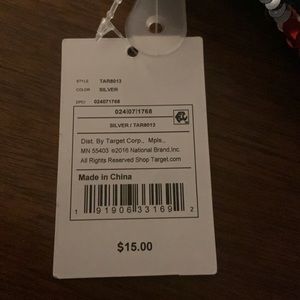 STYLE TAR8013
COLOR SILVER
DPCI 024071768
024|07|1768
SILVER / TAR8013
Dist. By Target Corp., Mpls.,
MN 55403 ©2016 National Brand,Inc.
All Rights Reserved Shop Target.com
Made in China
1 91906 33169 2
$15.00